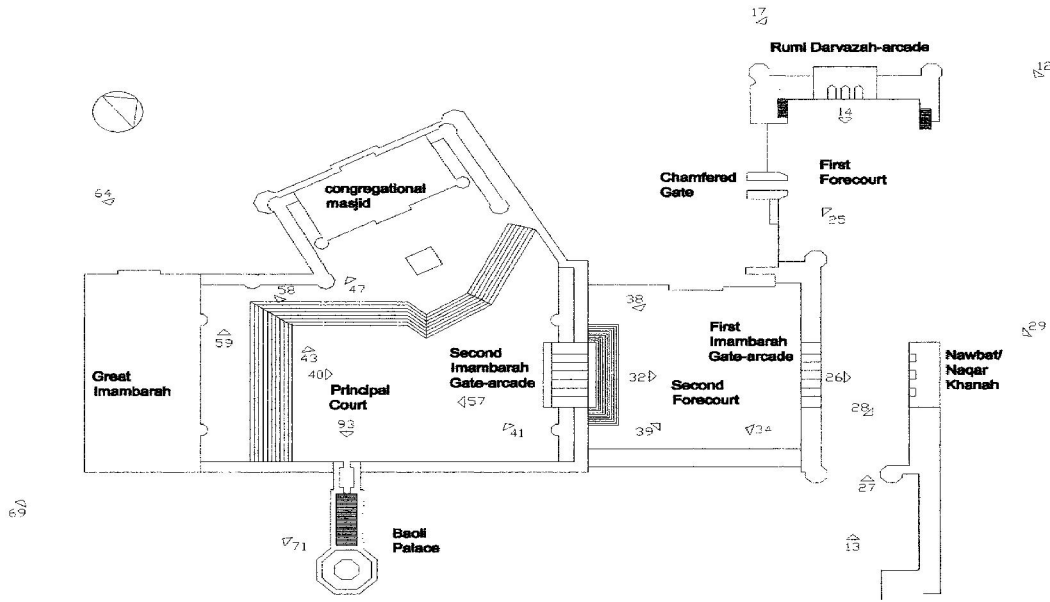 17
Rumi Darvazah-arcade
12
14
64
congregational
masjid
Chamfered
Gate
First
Forecourt
25
47
58
38
59
43
40
Great
Imambarah
Principal
Court
93
Second
Imambarah
Gate-arcade
57
41
32
Second
Forecourt
First
Imambarah
Gate-arcade
26
29
Nawbat/
Naqar
Khanah
28
39
34
27
69
71
Baoli
Palace
13